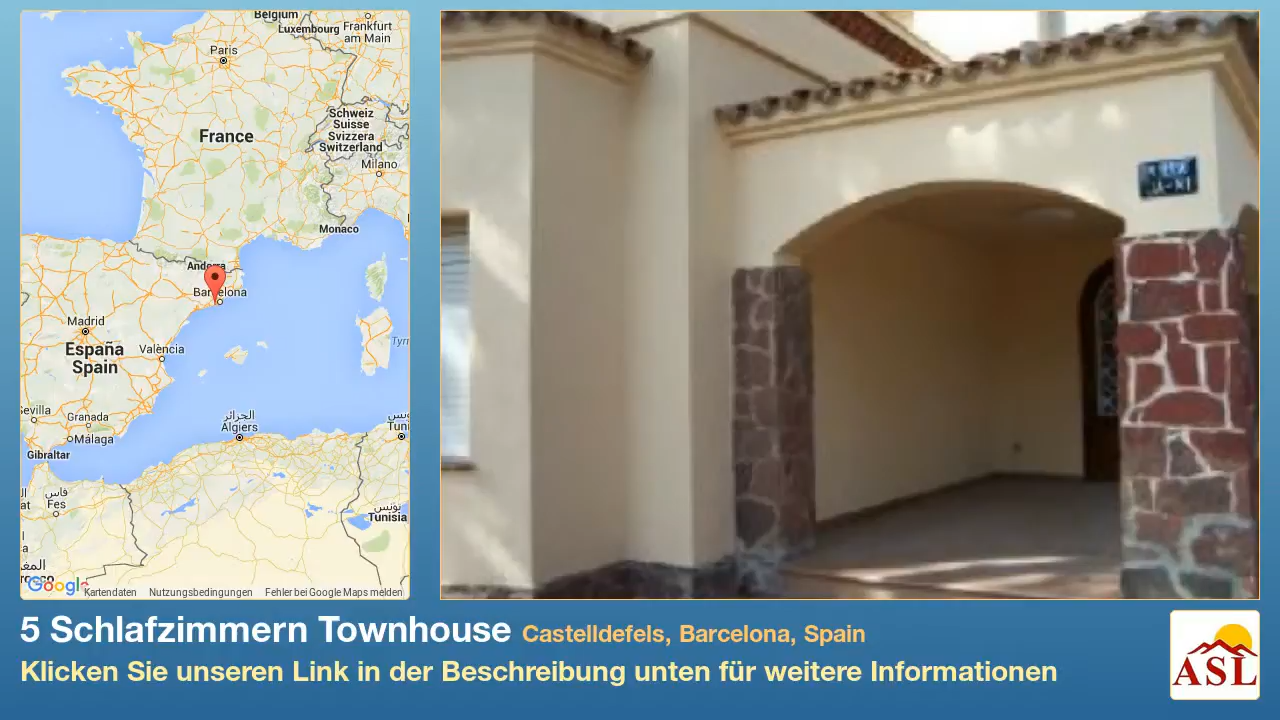 Belgium
Luxembourg
Frankfurt
am Main
Paris
France
Schweiz
Suisse
Svizzera
Switzerland
Milano
Monaco
Andorra
Barcelona
Madrid
España
Spain
València
Sevilla
Granada
Málaga
Gibraltar
الجزائر
Algiers
تونس
Tunisia
فاس
Fes
Google
Kartendaten Nutzungsbedingungen Fehler bei Google Maps melden
5 Schlafzimmern Townhouse Castelldefels, Barcelona, Spain
Klicken Sie unseren Link in der Beschreibung unten für weitere Informationen
ASL